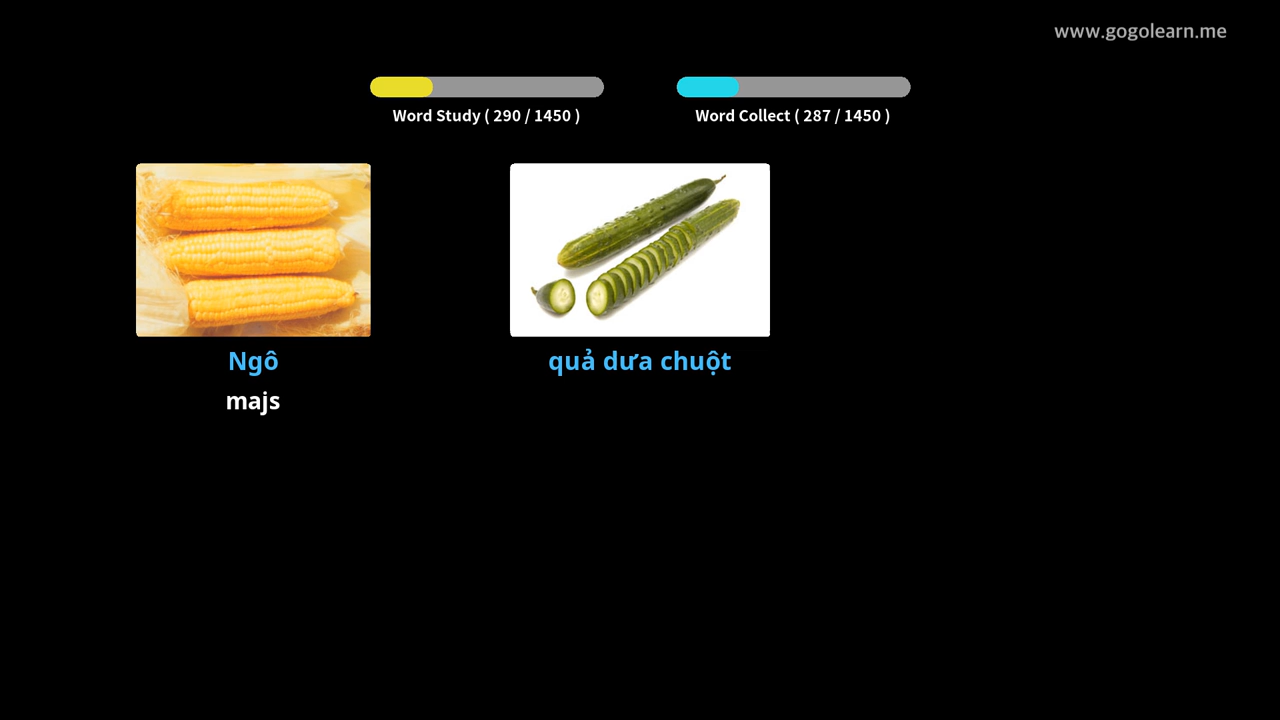 www.gogolearn.me
Word Study ( 290 / 1450 )
Word Collect ( 287 / 1450 )
Ngô
quả dưa chuột
majs